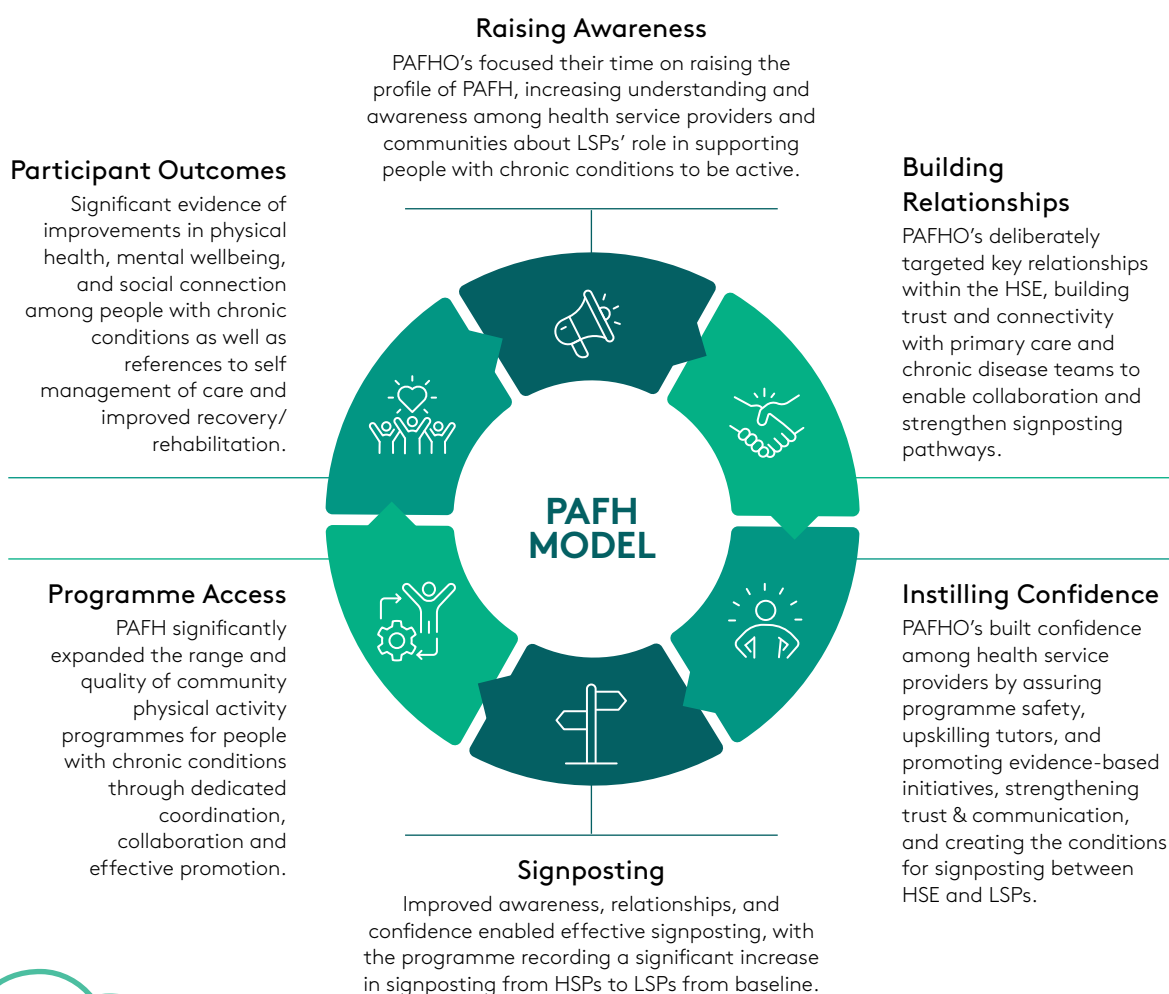 Raising Awareness
PAFHO’s focused their time on raising the
profile of PAFH, increasing understanding and
awareness among health service providers and
communities about LSPs’ role in supporting
people with chronic conditions to be active.
Building
Relationships
PAFHO’s deliberately
targeted key relationships
within the HSE, building
trust and connectivity
with primary care and
chronic disease teams to
enable collaboration and
strengthen signposting
pathways.
Instilling Confidence
PAFHO’s built confidence
among health service
providers by assuring
programme safety,
upskilling tutors, and
promoting evidence-based
initiatives, strengthening
trust & communication,
and creating the conditions
for signposting between
HSE and LSPs.
Signposting
Improved awareness, relationships, and
confidence enabled effective signposting, with
the programme recording a significant increase
in signposting from HSPs to LSPs from baseline.
Programme Access
PAFH significantly
expanded the range and
quality of community
physical activity
programmes for people
with chronic conditions
through dedicated
coordination,
collaboration and
effective promotion.
Participant Outcomes
Significant evidence of
improvements in physical
health, mental wellbeing,
and social connection
among people with chronic
conditions as well as
references to self
management of care and
improved recovery/
rehabilitation.
PAFH
MODEL